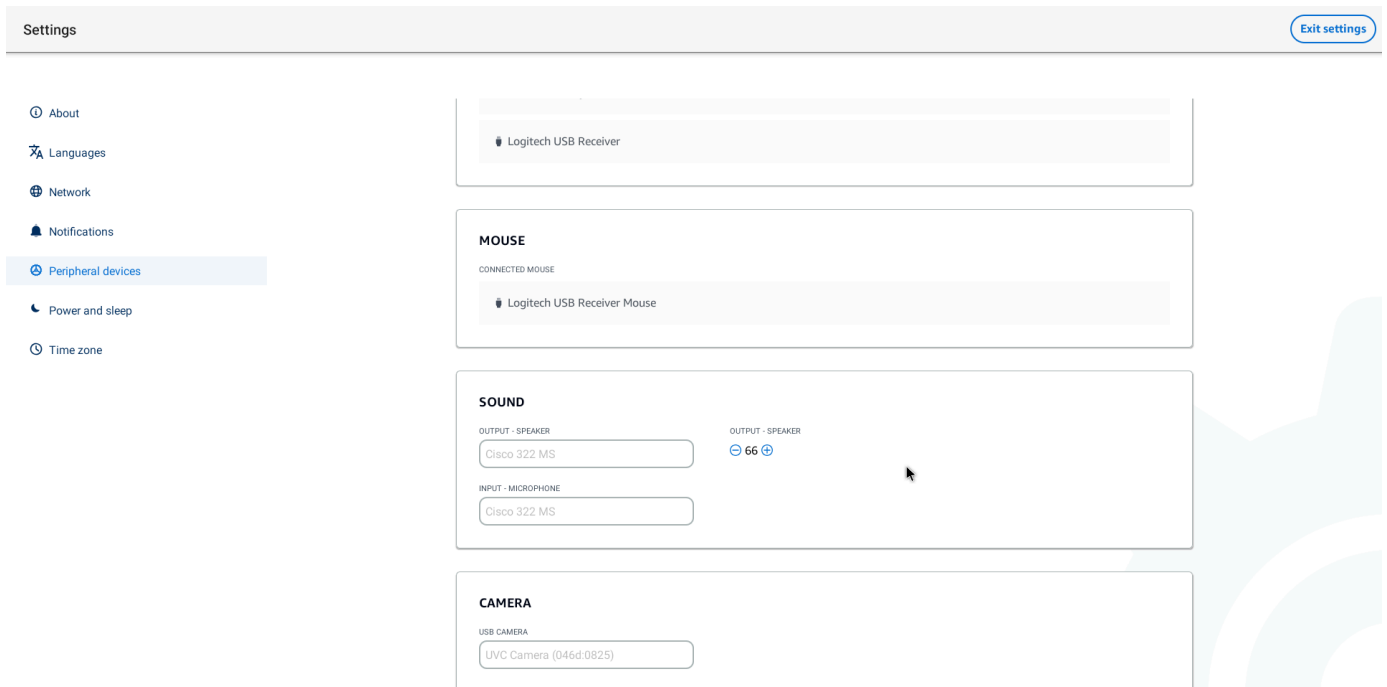 Settings
Exit settings
About
Languages
Network
Notifications
Peripheral devices
Power and sleep
Time zone
Logitech USB Receiver
MOUSE
CONNECTED MOUSE
Logitech USB Receiver Mouse
SOUND
OUTPUT - SPEAKER
OUTPUT - SPEAKER
Cisco 322 MS
66
INPUT - MICROPHONE
Cisco 322 MS
CAMERA
USB CAMERA
UVC Camera (046d:0825)